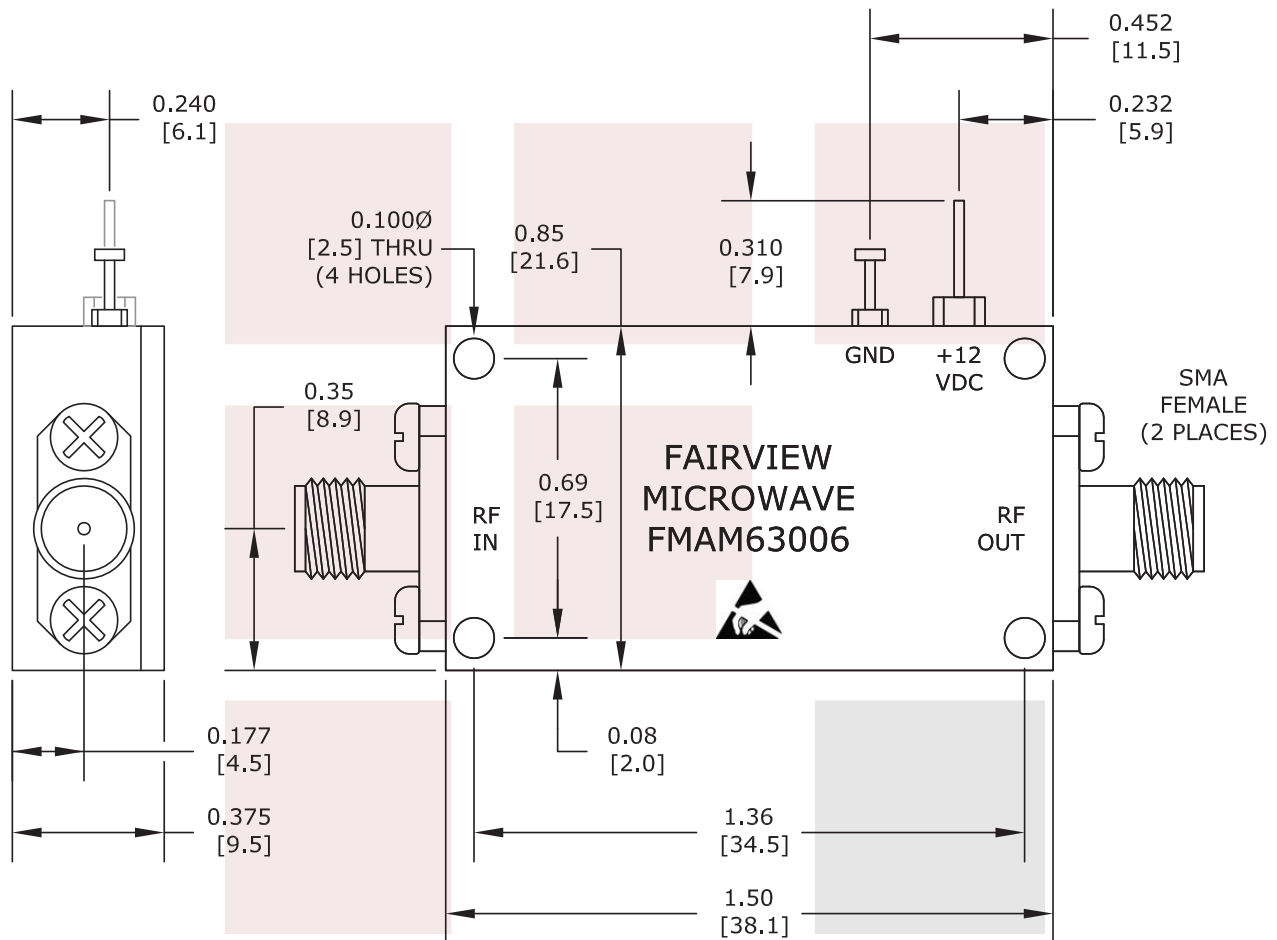 0.452
[11.5]
0.240
[6.1]
0.232
[5.9]
0.100Ø
[2.5] THRU
(4 HOLES)
0.85
[21.6]
0.310
[7.9]
GND
+12
VDC
SMA
FEMALE
(2 PLACES)
0.35
[8.9]
0.69
[17.5]
FAIRVIEW
MICROWAVE
FMAM63006
RF
IN
RF
OUT
0.177
[4.5]
0.08
[2.0]
0.375
[9.5]
1.36
[34.5]
1.50
[38.1]